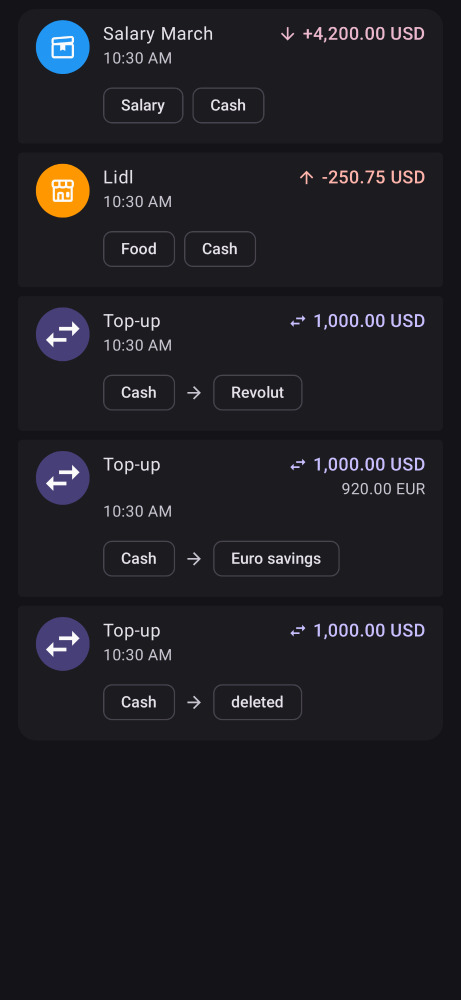 Salary March +4,200.00 USD
10:30 AM
Salary Cash
Lidl -250.75 USD
10:30 AM
Food Cash
Top-up 1,000.00 USD
10:30 AM
Cash → Revolut
Top-up 1,000.00 USD
920.00 EUR
10:30 AM
Cash → Euro savings
Top-up 1,000.00 USD
10:30 AM
Cash → deleted